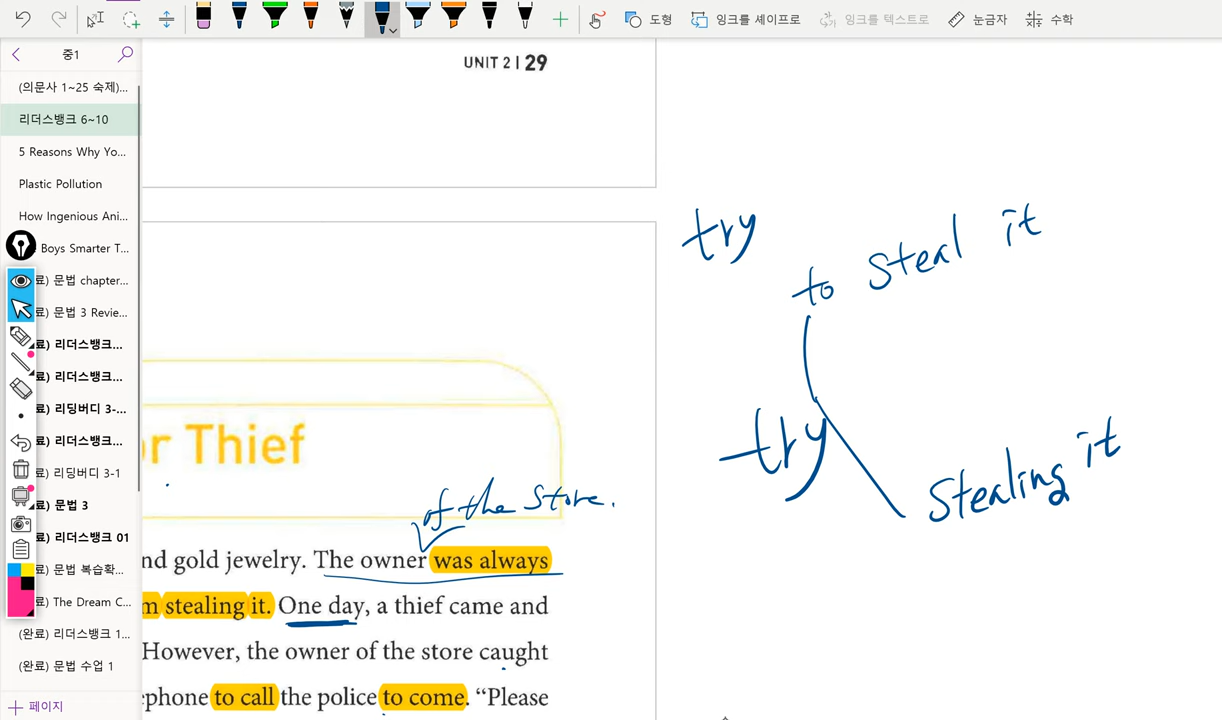 도형
잉크를 셰이프로
잉크를 텍스트로
눈금자
수학
중1
(의문사 1~25 숙제)...
리더스뱅크 6~10
5 Reasons Why Yo...
Plastic Pollution
How Ingenious Ani...
Boys Smarter T...
료) 문법 chapter...
료) 문법 3 Revie...
료) 리더스뱅크...
료) 리더스뱅크...
료) 리딩버디 3-...
료) 리더스뱅크...
료) 리딩버디 3-1
료) 문법 3
료) 리더스뱅크 01
료) 문법 복습확...
료) The Dream C...
(완료) 리더스뱅크 1...
(완료) 문법 수업 1
페이지
UNIT 2 | 29
try
to steal it
try
stealing it
or Thief
of the store.
nd gold jewelry. The owner was always
m stealing it. One day, a thief came and
However, the owner of the store caught
ephone to call the police to come. “Please